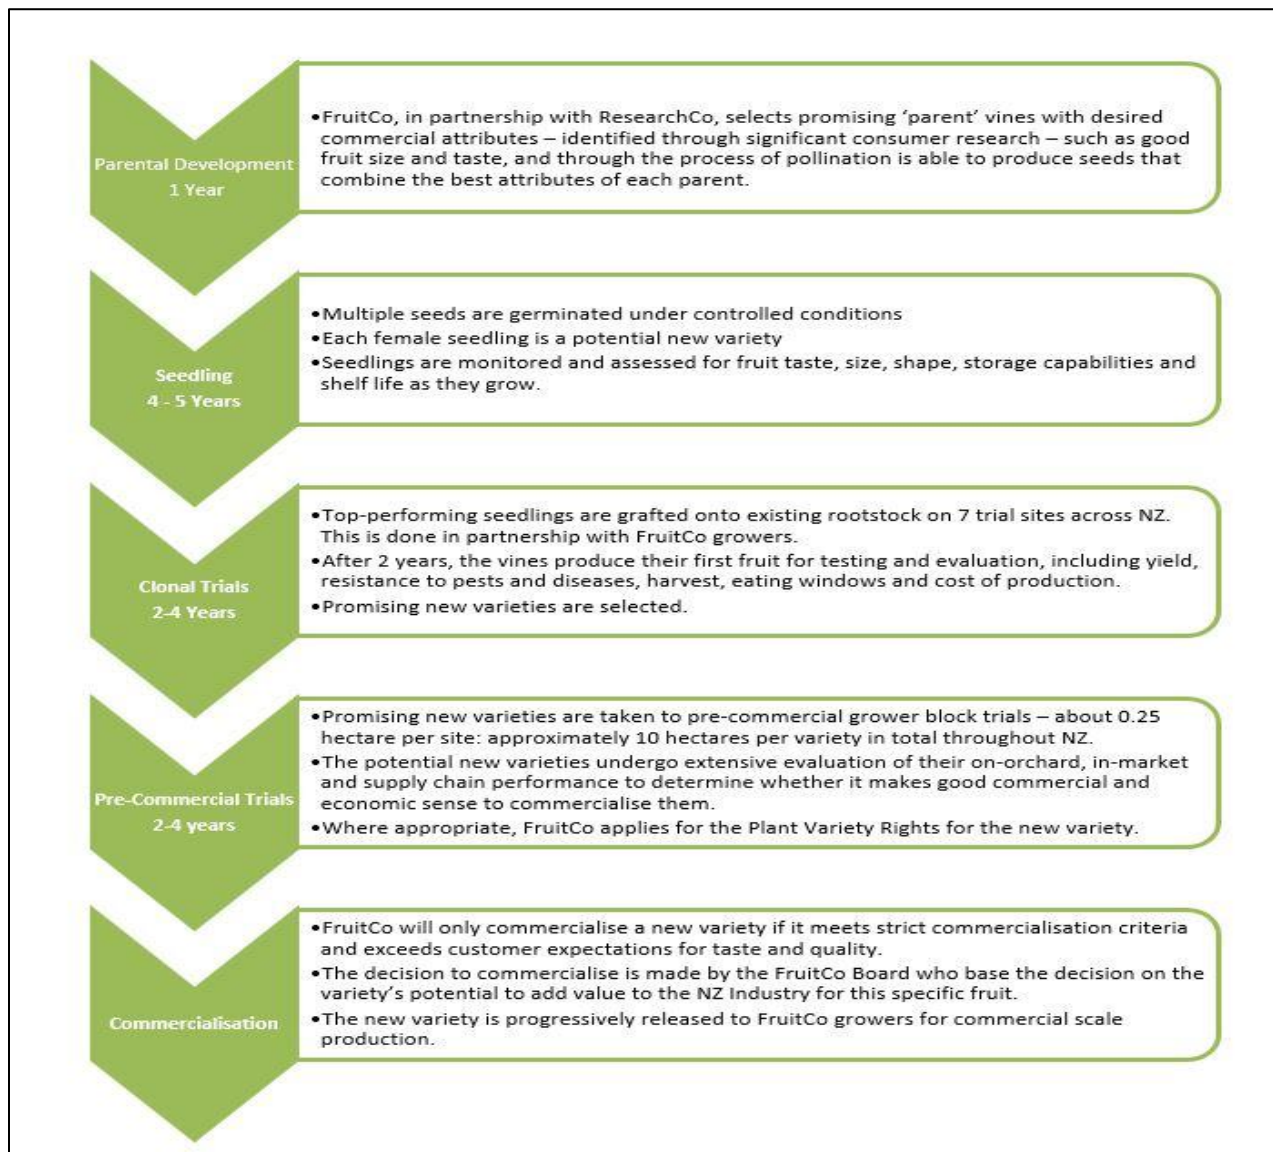 Parental Development
1 Year
•FruitCo, in partnership with ResearchCo, selects promising ‘parent’ vines with desired
commercial attributes – identified through significant consumer research – such as good
fruit size and taste, and through the process of pollination is able to produce seeds that
combine the best attributes of each parent.
Seedling
4 - 5 Years
•Multiple seeds are germinated under controlled conditions
•Each female seedling is a potential new variety
•Seedlings are monitored and assessed for fruit taste, size, shape, storage capabilities and
shelf life as they grow.
Clonal Trials
2-4 Years
•Top-performing seedlings are grafted onto existing rootstock on 7 trial sites across NZ.
This is done in partnership with FruitCo growers.
•After 2 years, the vines produce their first fruit for testing and evaluation, including yield,
resistance to pests and diseases, harvest, eating windows and cost of production.
•Promising new varieties are selected.
Pre-Commercial Trials
2-4 years
•Promising new varieties are taken to pre-commercial grower block trials – about 0.25
hectare per site: approximately 10 hectares per variety in total throughout NZ.
•The potential new varieties undergo extensive evaluation of their on-orchard, in-market
and supply chain performance to determine whether it makes good commercial and
economic sense to commercialise them.
•Where appropriate, FruitCo applies for the Plant Variety Rights for the new variety.
Commercialisation
•FruitCo will only commercialise a new variety if it meets strict commercialisation criteria
and exceeds customer expectations for taste and quality.
•The decision to commercialise is made by the FruitCo Board who base the decision on the
variety’s potential to add value to the NZ Industry for this specific fruit.
•The new variety is progressively released to FruitCo growers for commercial scale
production.